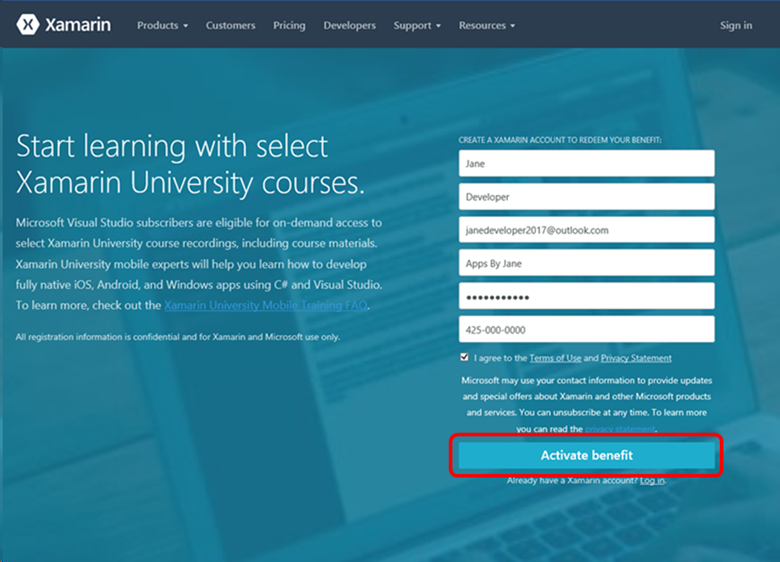 Xamarin Products Customers Pricing Developers Support Resources Sign in
Start learning with select
Xamarin University courses.
Microsoft Visual Studio subscribers are eligible for on-demand access to
select Xamarin University course recordings, including course materials.
Xamarin University mobile experts will help you learn how to develop
fully native iOS, Android, and Windows apps using C# and Visual Studio.
To learn more, check out the Xamarin University Mobile Training FAQ.
All registration information is confidential and for Xamarin and Microsoft use only.
CREATE A XAMARIN ACCOUNT TO REDEEM YOUR BENEFIT:
Jane
Developer
janedeveloper2017@outlook.com
Apps By Jane
•••••••••••
425-000-0000
I agree to the Terms of Use and Privacy Statement
Microsoft may use your contact information to provide updates
and special offers about Xamarin and other Microsoft products
and services. You can unsubscribe at any time. To learn more
you can read the privacy statement.
Activate benefit
Already have a Xamarin account? Log in.